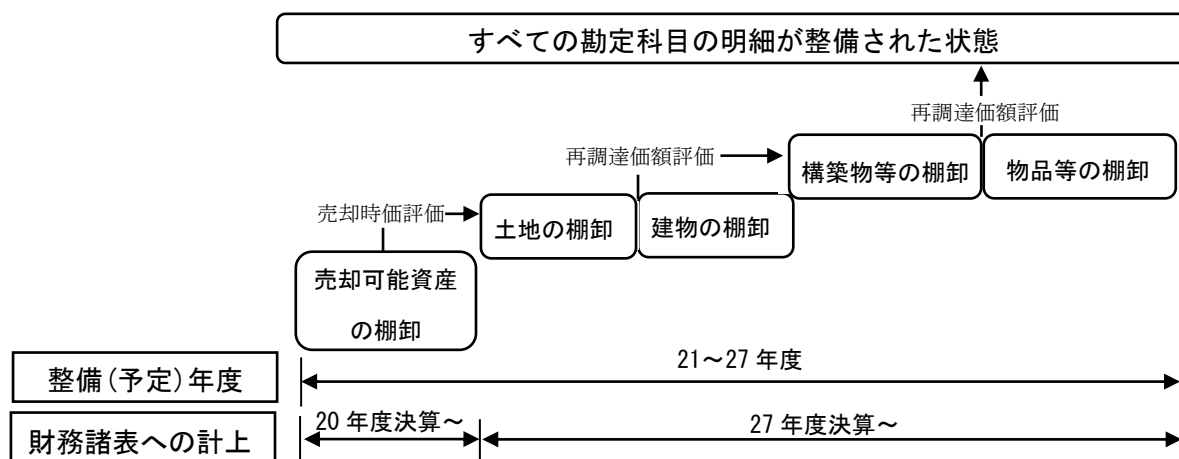 すべての勘定科目の明細が整備された状態
再調達価額評価
再調達価額評価
構築物等の棚卸
物品等の棚卸
売却時価評価
土地の棚卸
建物の棚卸
売却可能資産
の棚卸
整備(予定)年度
21～27 年度
財務諸表への計上
20 年度決算～
27 年度決算～